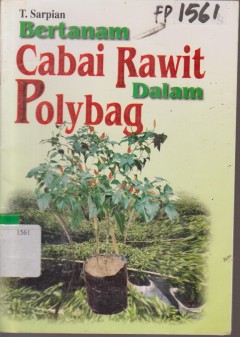 T. Sarpian
FP 1561
Bertanam
Cabai Rawit
Dalam
Polybag
1561